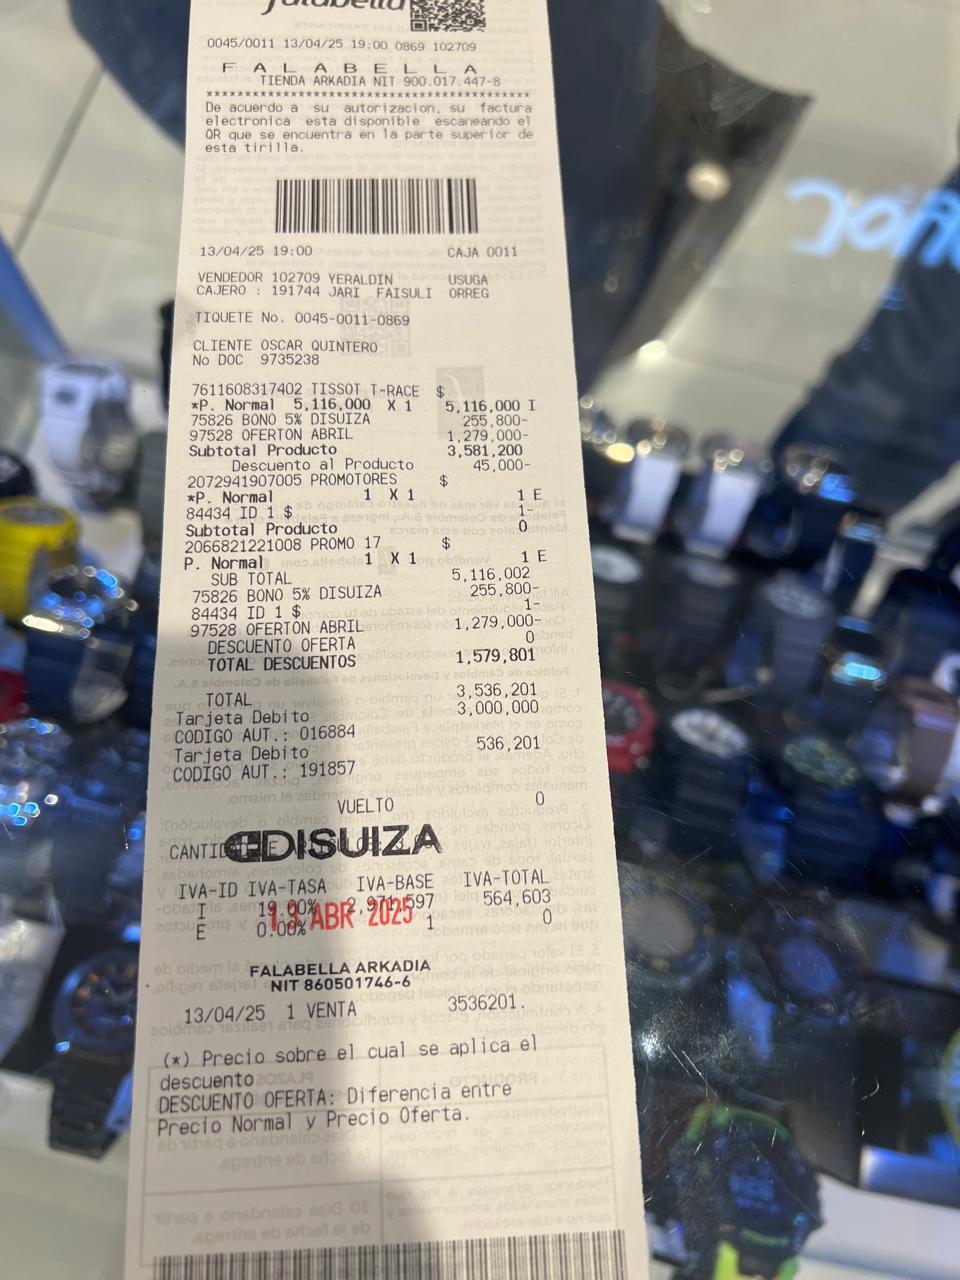 falabella
0045/0011 13/04/25 19:00 0869 102709
F A L A B E L L A
TIENDA ARKADIA NIT 900.017.447-8
******************************************
De acuerdo a su autorizacion, su factura
electronica esta disponible escaneando el
QR que se encuentra en la parte superior de
esta tirilla.
13/04/25 19:00 CAJA 0011
VENDEDOR 102709 YERALDIN USUGA
CAJERO : 191744 JARI FAISULI ORREG
TIQUETE No. 0045-0011-0869
CLIENTE OSCAR QUINTERO
No DOC 9735238
7611608317402 TISSOT T-RACE $
*P. Normal 5,116,000 X 1 5,116,000 I
75826 BONO 5% DISUIZA 255,800-
97528 OFERTON ABRIL 1,279,000-
Subtotal Producto 3,581,200
Descuento al Producto 45,000-
2072941907005 PROMOTORES $
*P. Normal 1 X 1 1 E
84434 ID 1 $ 1-
Subtotal Producto 0
2066821221008 PROMO 17 $
P. Normal 1 X 1 1 E
SUB TOTAL 5,116,002
75826 BONO 5% DISUIZA 255,800-
84434 ID 1 $ 1-
97528 OFERTON ABRIL 1,279,000-
DESCUENTO OFERTA 0
TOTAL DESCUENTOS 1,579,801
TOTAL 3,536,201
Tarjeta Debito 3,000,000
CODIGO AUT.: 016884
Tarjeta Debito 536,201
CODIGO AUT.: 191857
VUELTO 0
DISUIZA
IVA-ID IVA-TASA IVA-BASE IVA-TOTAL
I 19.00% 2,971,597 564,603
E 0.00% 1 0
13 ABR 2025
FALABELLA ARKADIA
NIT 860501746-6
13/04/25 1 VENTA 3536201.
(*) Precio sobre el cual se aplica el
descuento
DESCUENTO OFERTA: Diferencia entre
Precio Normal y Precio Oferta.